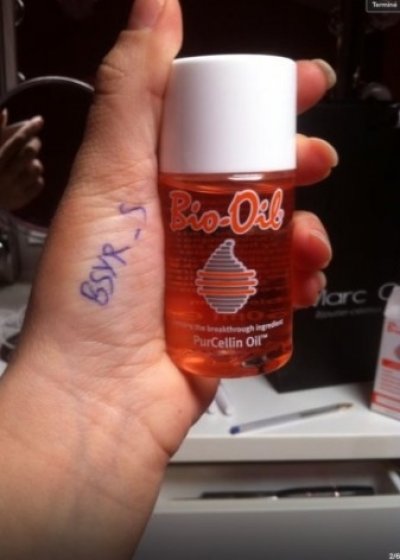 Terminé
BSYR_S
Bio-Oil
the breakthrough ingredient
PurCellin Oil™
Marc O
2/6